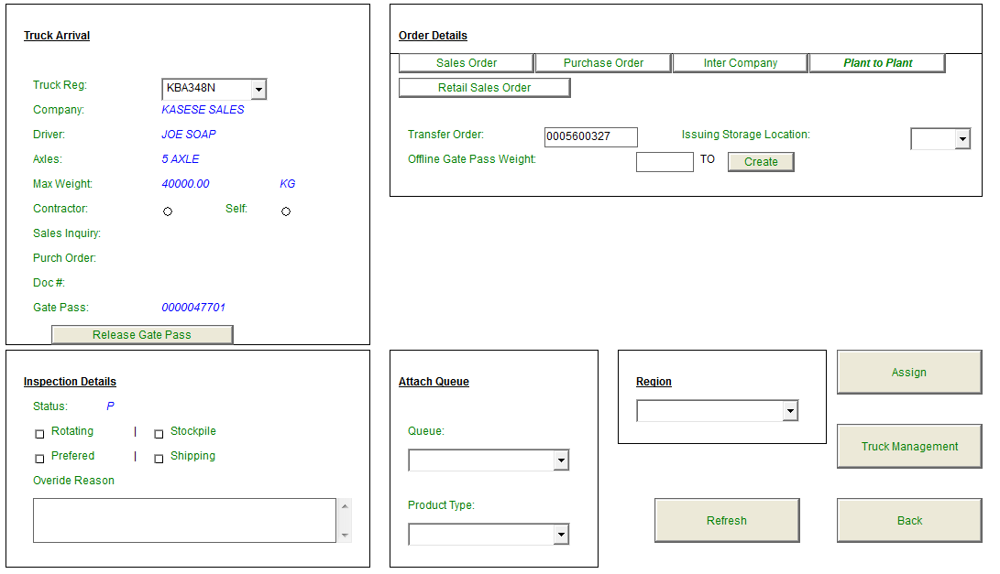 Truck Arrival
Truck Reg: KBA348N
Company: KASESE SALES
Driver: JOE SOAP
Axles: 5 AXLE
Max Weight: 40000.00 KG
Contractor: Self:
Sales Inquiry:
Purch Order:
Doc #:
Gate Pass: 0000047701
Release Gate Pass
Order Details
Sales Order Purchase Order Inter Company Plant to Plant
Retail Sales Order
Transfer Order: 0005600327 Issuing Storage Location:
Offline Gate Pass Weight: TO Create
Inspection Details
Status: P
Rotating | Stockpile
Prefered | Shipping
Overide Reason
Attach Queue
Queue:
Product Type:
Region
Assign
Truck Management
Refresh
Back